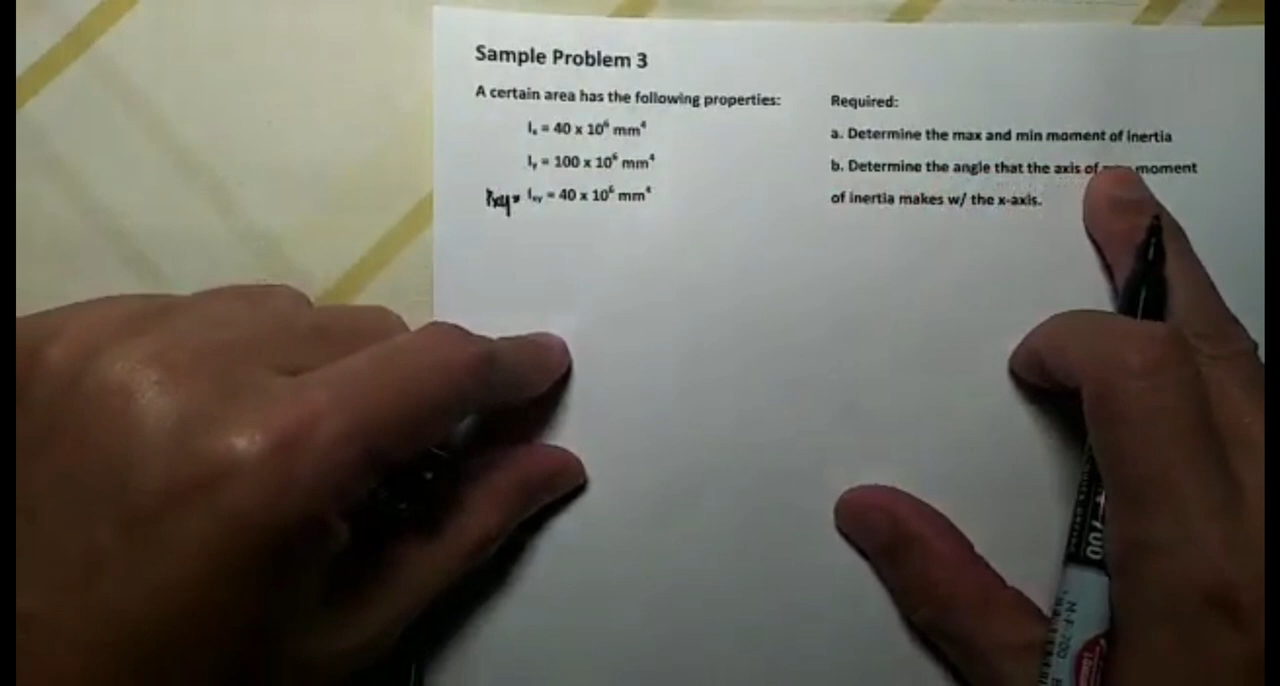 Sample Problem 3
A certain area has the following properties:
Iₓ = 40 x 10⁶ mm⁴
Iᵧ = 100 x 10⁶ mm⁴
Pxy = Ixy = 40 x 10⁶ mm⁴
Required:
a. Determine the max and min moment of inertia
b. Determine the angle that the axis of moment
of inertia makes w/ the x-axis.
-700